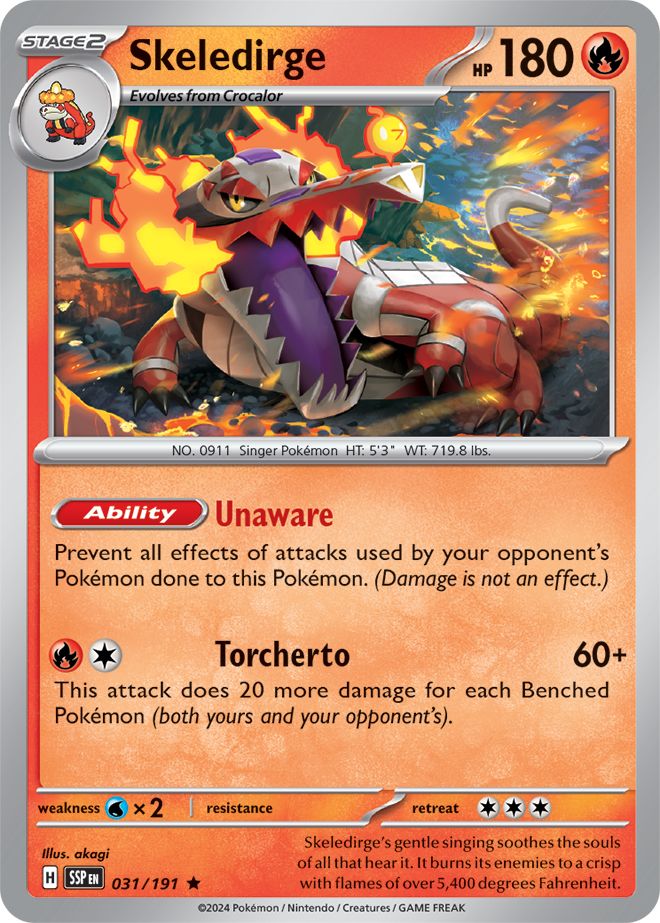 STAGE2
Skeledirge
HP 180
Evolves from Crocalor
NO. 0911 Singer Pokémon HT: 5'3" WT: 719.8 lbs.
Ability Unaware
Prevent all effects of attacks used by your opponent's
Pokémon done to this Pokémon. (Damage is not an effect.)
Torcherto 60+
This attack does 20 more damage for each Benched
Pokémon (both yours and your opponent's).
weakness ×2 resistance retreat
Illus. akagi
H SSP EN 031/191 ★
Skeledirge's gentle singing soothes the souls
of all that hear it. It burns its enemies to a crisp
with flames of over 5,400 degrees Fahrenheit.
©2024 Pokémon / Nintendo / Creatures / GAME FREAK